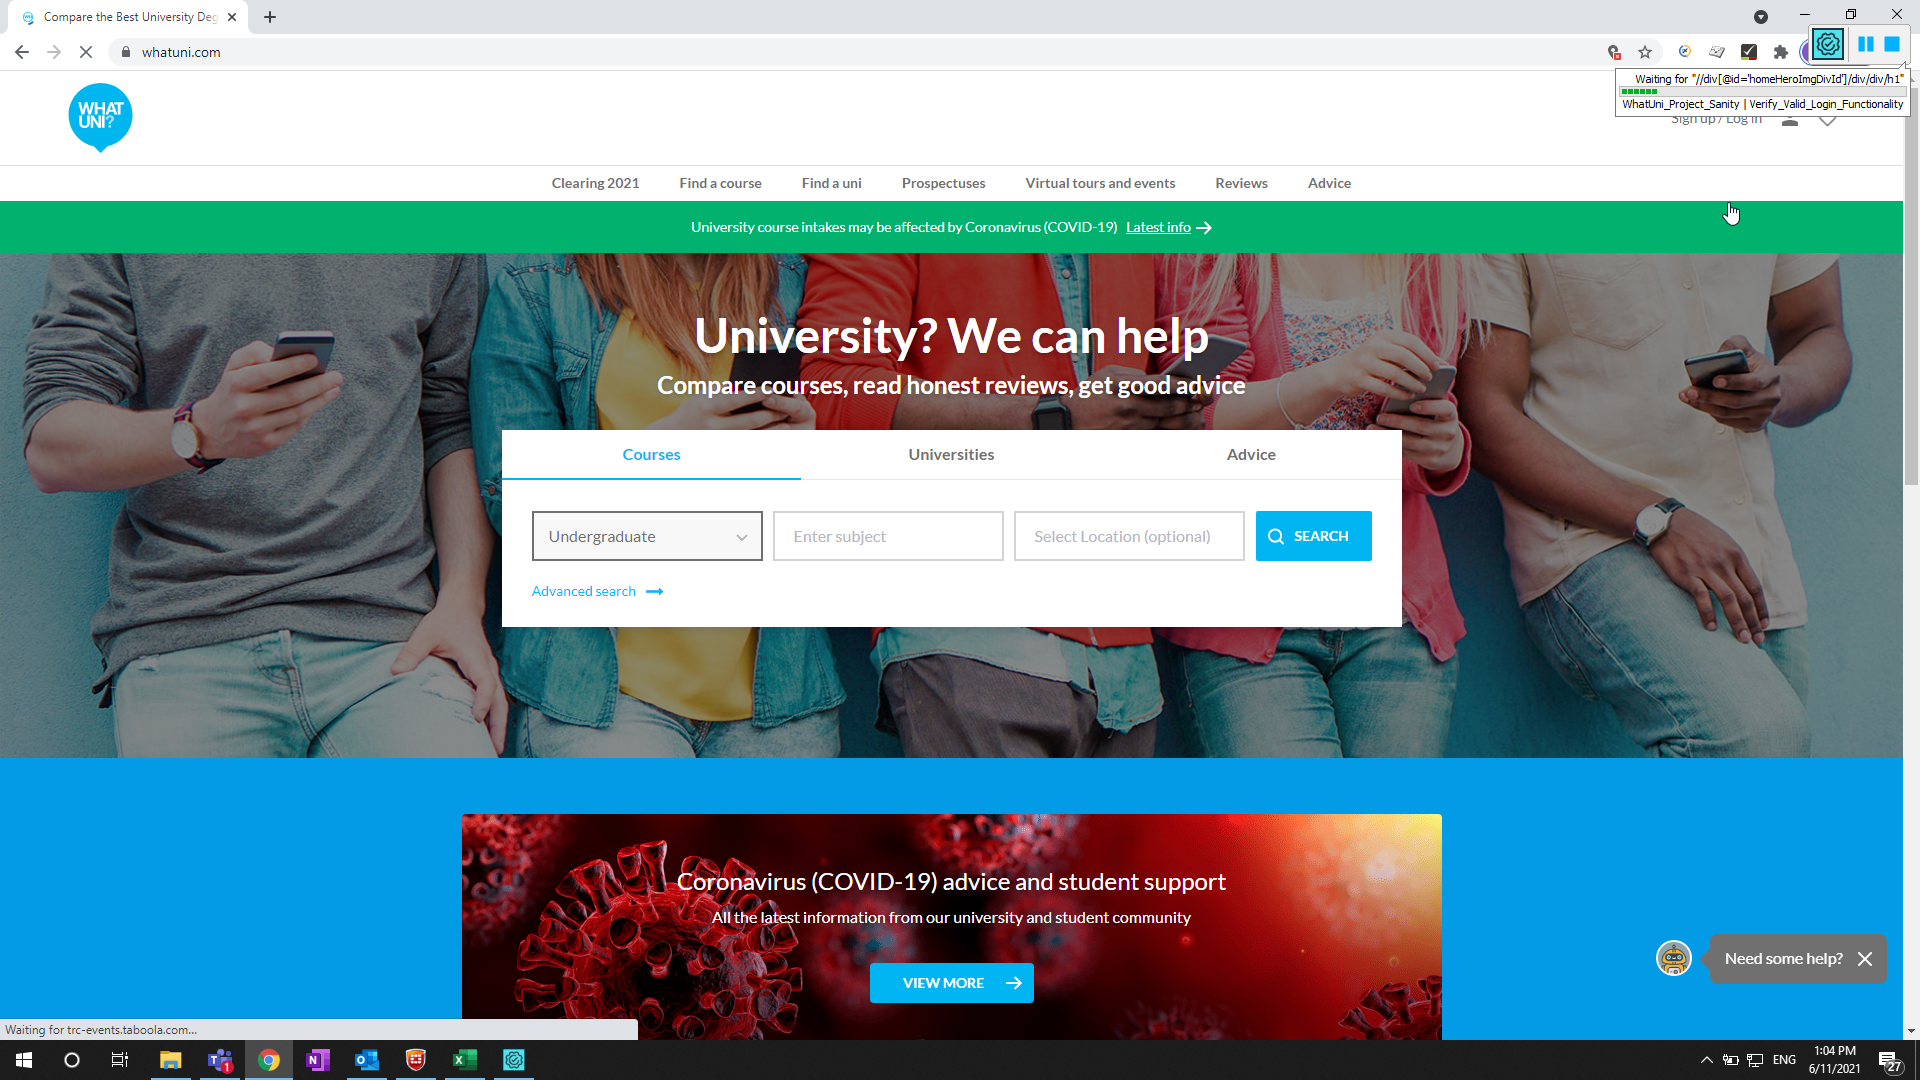 Compare the Best University Deg
whatuni.com
Waiting for "//div[@id='homeHeroImgDivId']/div/div/h1"
WhatUni_Project_Sanity | Verify_Valid_Login_Functionality
WHAT
UNI?
Sign up / Log in
Clearing 2021 Find a course Find a uni Prospectuses Virtual tours and events Reviews Advice
University course intakes may be affected by Coronavirus (COVID-19) Latest info
University? We can help
Compare courses, read honest reviews, get good advice
Courses Universities Advice
Undergraduate Enter subject Select Location (optional) SEARCH
Advanced search
Coronavirus (COVID-19) advice and student support
All the latest information from our university and student community
Need some help?
VIEW MORE
Waiting for trc-events.taboola.com...
1
ENG
1:04 PM
6/11/2021
27